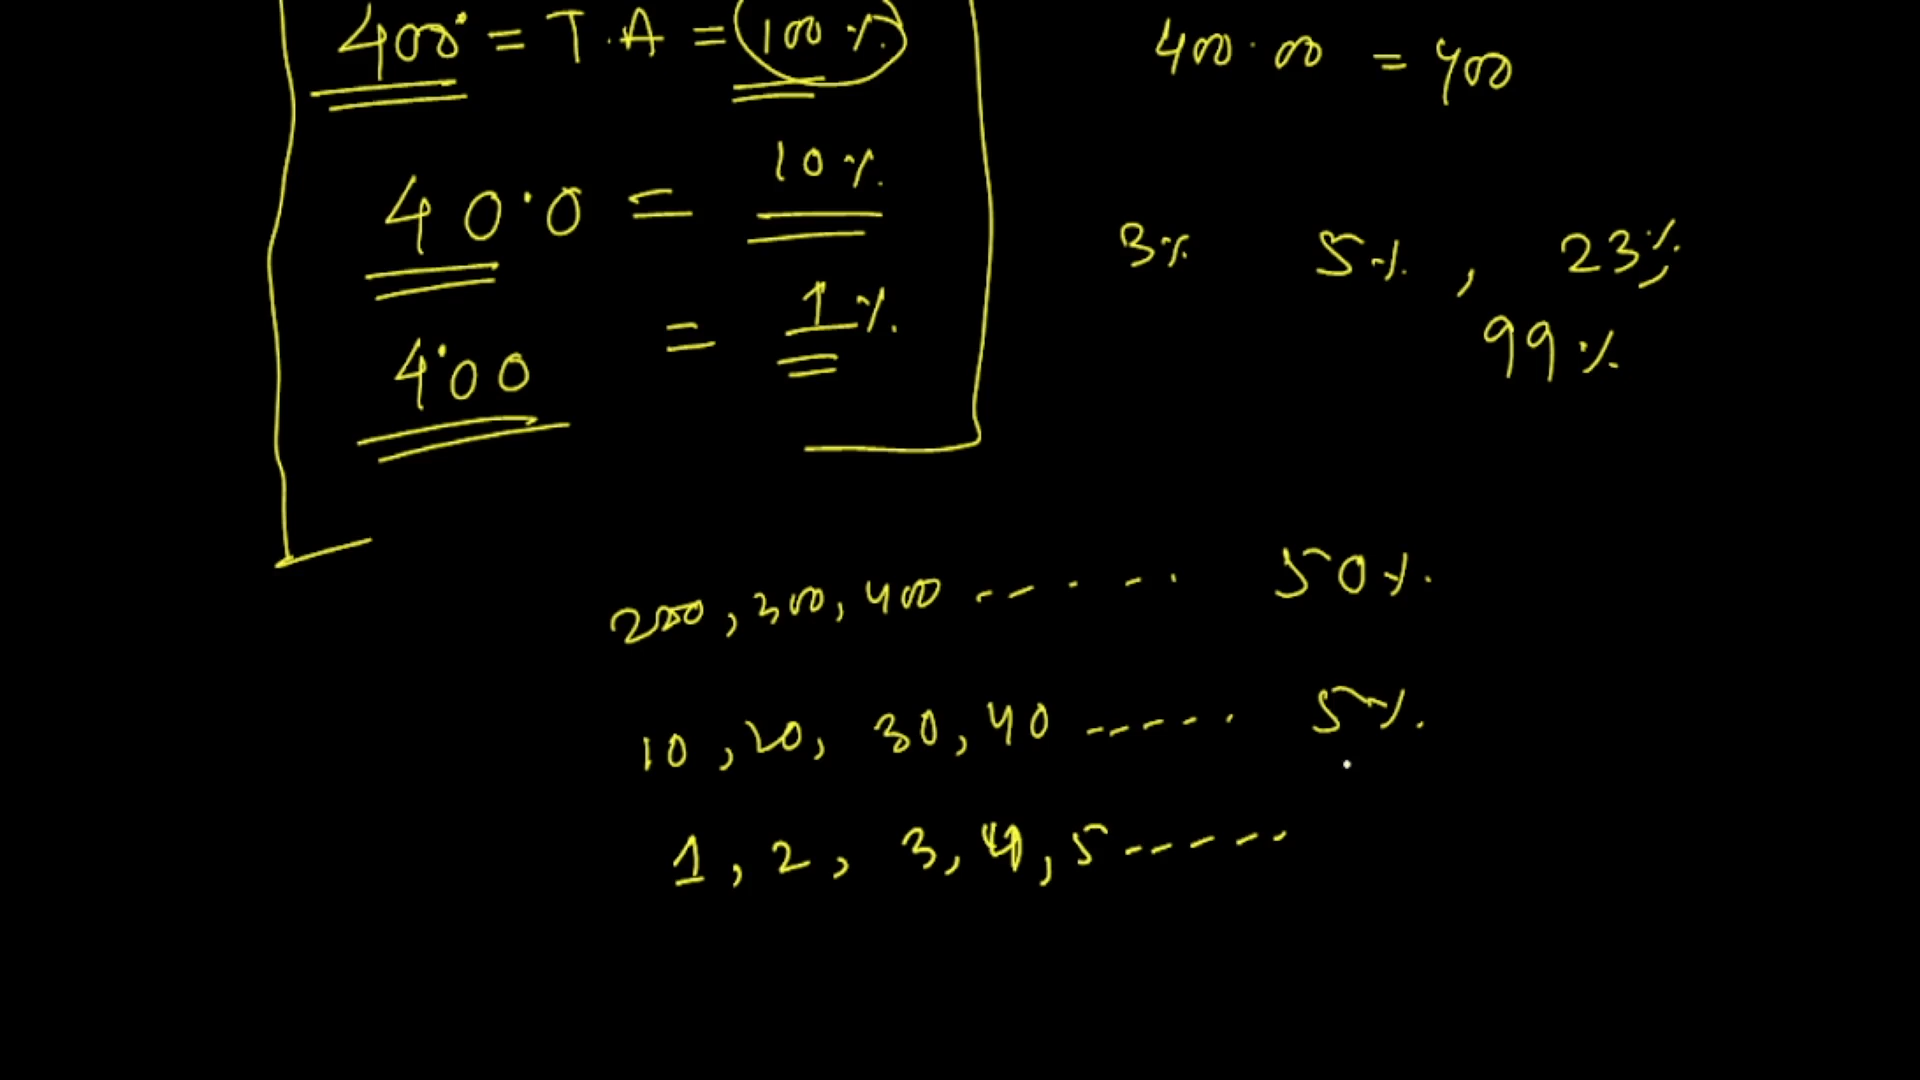 400. = T.A = 100%
400.00 = 400
40.0 = 10%
3% 5%, 23%,
99%
4.00 = 1%
200, 300, 400 ------ 50%
10, 20, 30, 40 ------ 5%
1, 2, 3, 4, 5 ------